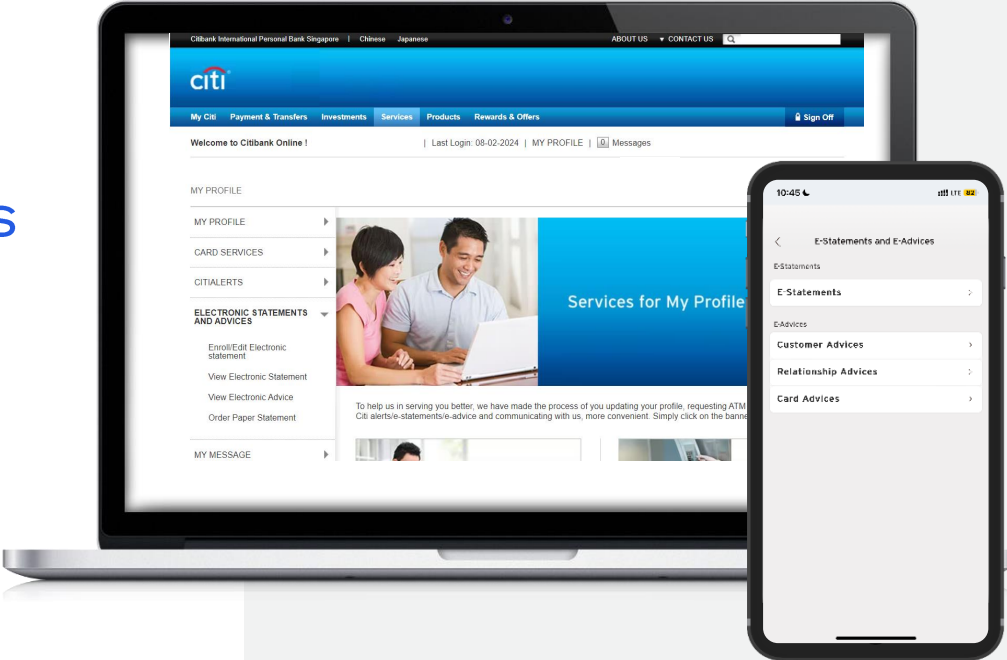 s
Citibank International Personal Bank Singapore | Chinese Japanese ABOUT US ▼ CONTACT US
citi
My Citi Payment & Transfers Investments Services Products Rewards & Offers Sign Off
Welcome to Citibank Online ! | Last Login: 08-02-2024 | MY PROFILE | 0 Messages
MY PROFILE
MY PROFILE
CARD SERVICES
CITIALERTS
ELECTRONIC STATEMENTS
AND ADVICES
Enroll/Edit Electronic
statement
View Electronic Statement
View Electronic Advice
Order Paper Statement
MY MESSAGE
Services for My Profile
To help us in serving you better, we have made the process of you updating your profile, requesting ATM
Citi alerts/e-statements/e-advice and communicating with us, more convenient. Simply click on the banne
10:45 LTE 82
E-Statements and E-Advices
E-Statements
E-Statements
E-Advices
Customer Advices
Relationship Advices
Card Advices